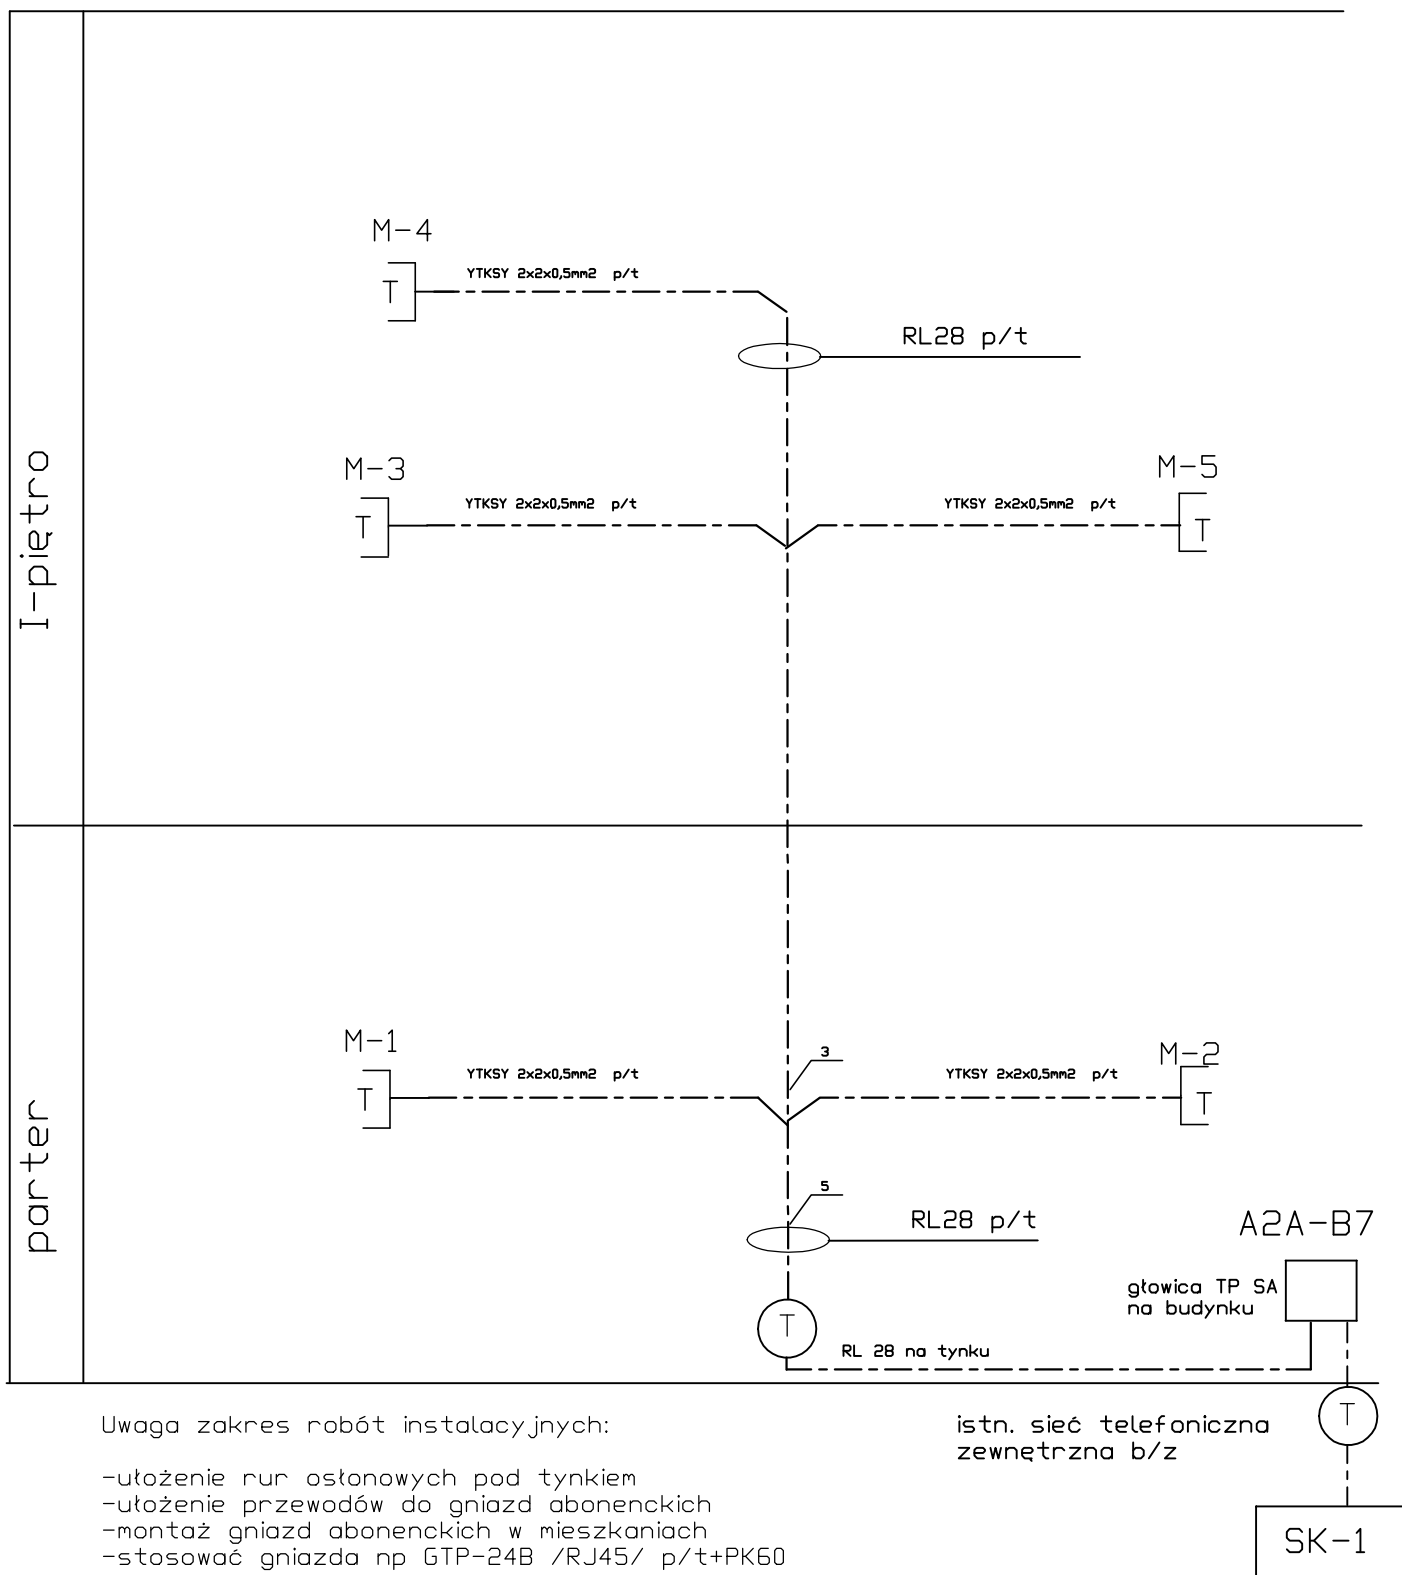 I-piętro
M-4
T
YTKSY 2x2x0,5mm2 p/t
RL28 p/t
M-3
T
YTKSY 2x2x0,5mm2 p/t
M-5
YTKSY 2x2x0,5mm2 p/t
T
parter
M-1
T
YTKSY 2x2x0,5mm2 p/t
3
M-2
YTKSY 2x2x0,5mm2 p/t
T
5
RL28 p/t
T
RL 28 na tynku
A2A-B7
głowica TP SA
na budynku
T
istn. sieć telefoniczna
zewnętrzna b/z
SK-1
Uwaga zakres robót instalacyjnych:
-ułożenie rur osłonowych pod tynkiem
-ułożenie przewodów do gniazd abonenckich
-montaż gniazd abonenckich w mieszkaniach
-stosować gniazda np GTP-24B /RJ45/ p/t+PK60